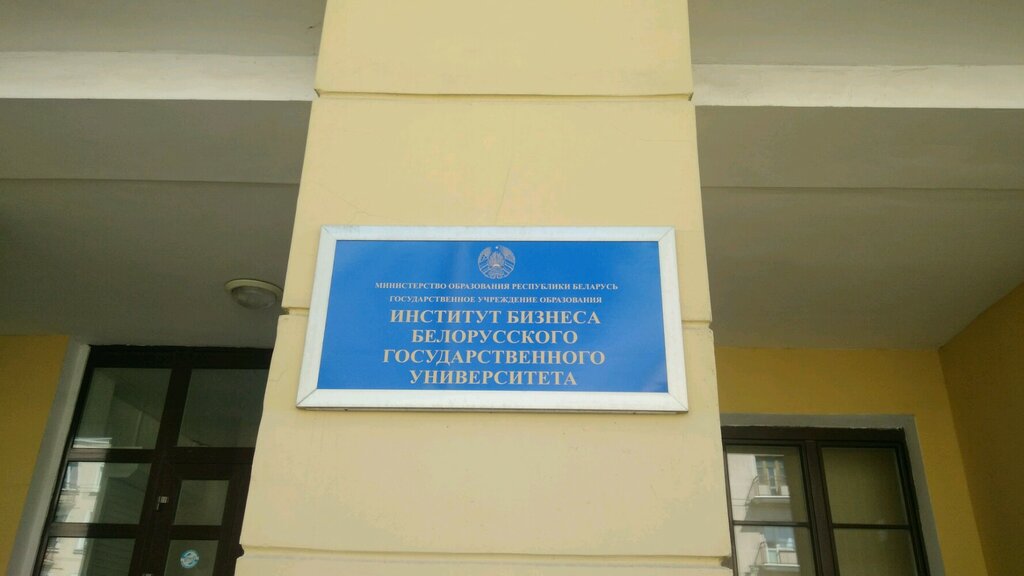 МИНИСТЕРСТВО ОБРАЗОВАНИЯ РЕСПУБЛИКИ БЕЛАРУСЬ
ГОСУДАРСТВЕННОЕ УЧРЕЖДЕНИЕ ОБРАЗОВАНИЯ
ИНСТИТУТ БИЗНЕСА
БЕЛОРУССКОГО
ГОСУДАРСТВЕННОГО
УНИВЕРСИТЕТА